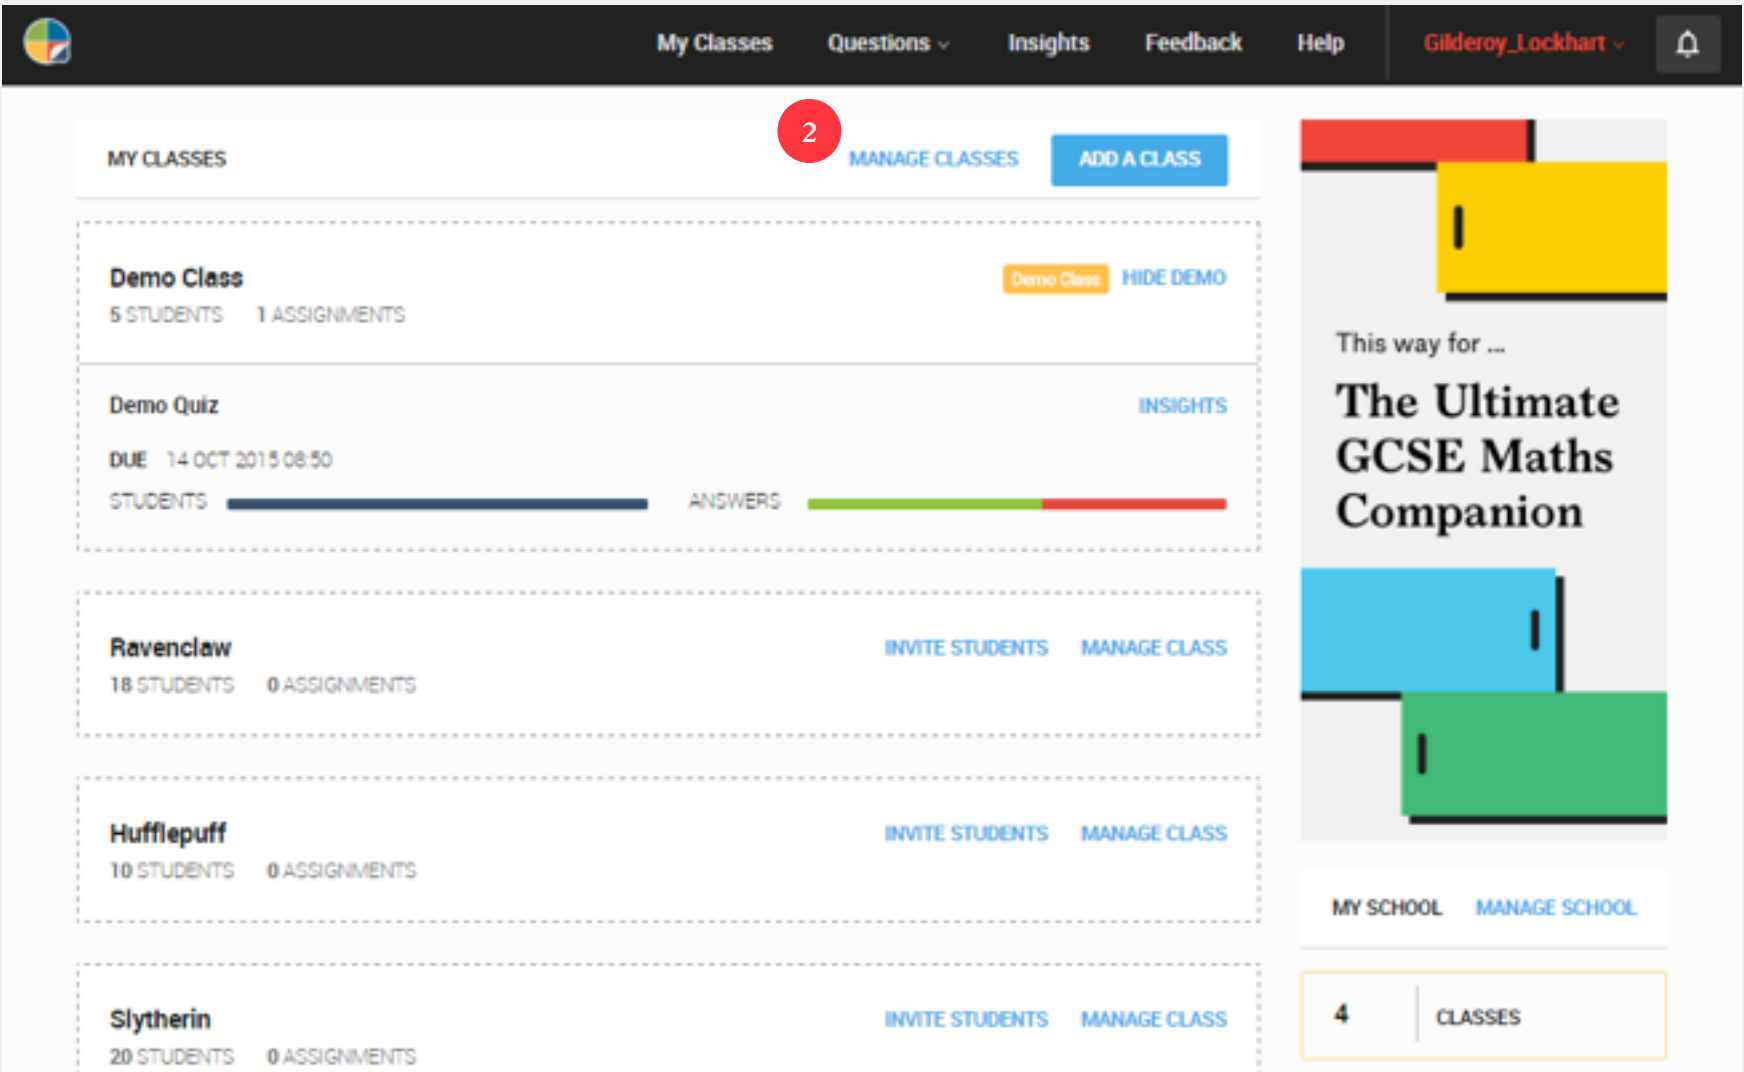 My Classes Questions Insights Feedback Help Gilderoy_Lockhart
2
MY CLASSES MANAGE CLASSES ADD A CLASS
Demo Class Demo Class HIDE DEMO
5 STUDENTS 1 ASSIGNMENTS
Demo Quiz INSIGHTS
DUE 14 OCT 2015 08:50
STUDENTS ANSWERS
Ravenclaw INVITE STUDENTS MANAGE CLASS
18 STUDENTS 0 ASSIGNMENTS
Hufflepuff INVITE STUDENTS MANAGE CLASS
10 STUDENTS 0 ASSIGNMENTS
Slytherin INVITE STUDENTS MANAGE CLASS
20 STUDENTS 0 ASSIGNMENTS
This way for ...
The Ultimate
GCSE Maths
Companion
MY SCHOOL MANAGE SCHOOL
4 CLASSES